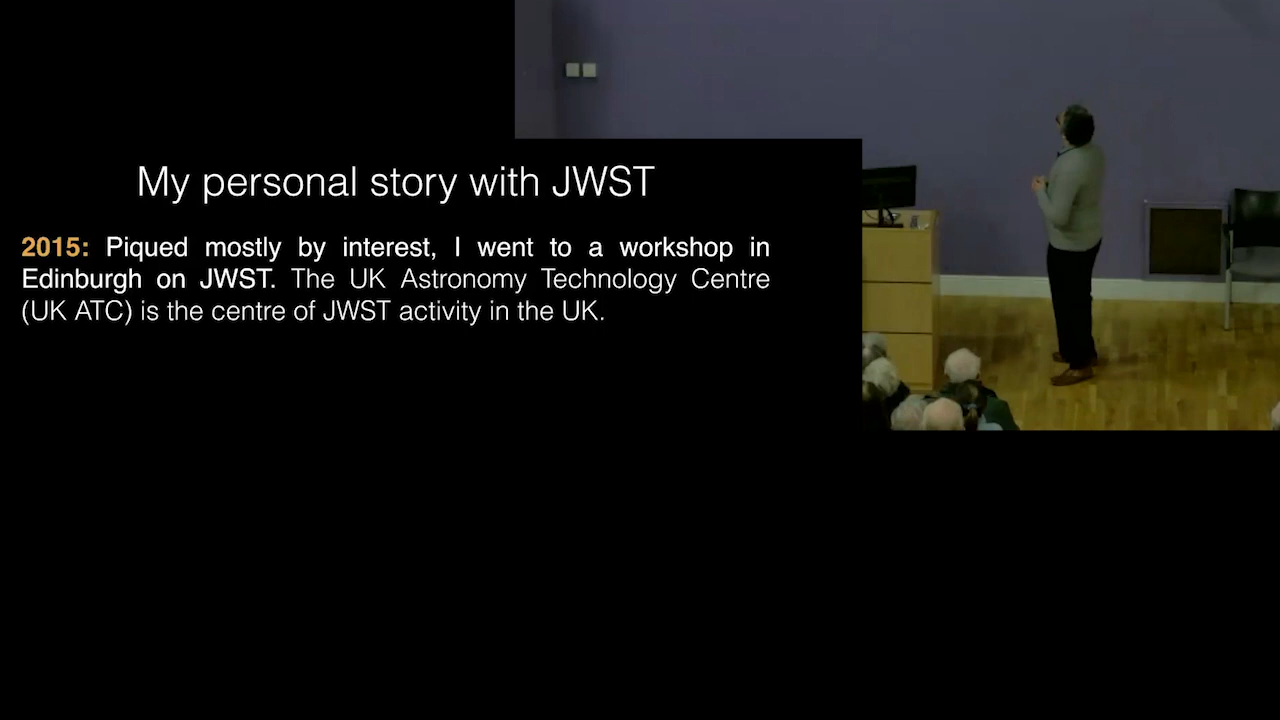 My personal story with JWST
2015: Piqued mostly by interest, I went to a workshop in
Edinburgh on JWST. The UK Astronomy Technology Centre
(UK ATC) is the centre of JWST activity in the UK.